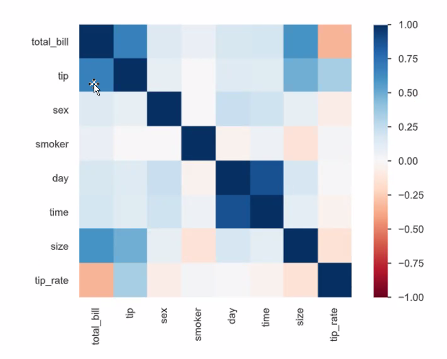 total_bill
tip
sex
smoker
day
time
size
tip_rate
total_bill
tip
sex
smoker
day
time
size
tip_rate
1.00
0.75
0.50
0.25
0.00
−0.25
−0.50
−0.75
−1.00